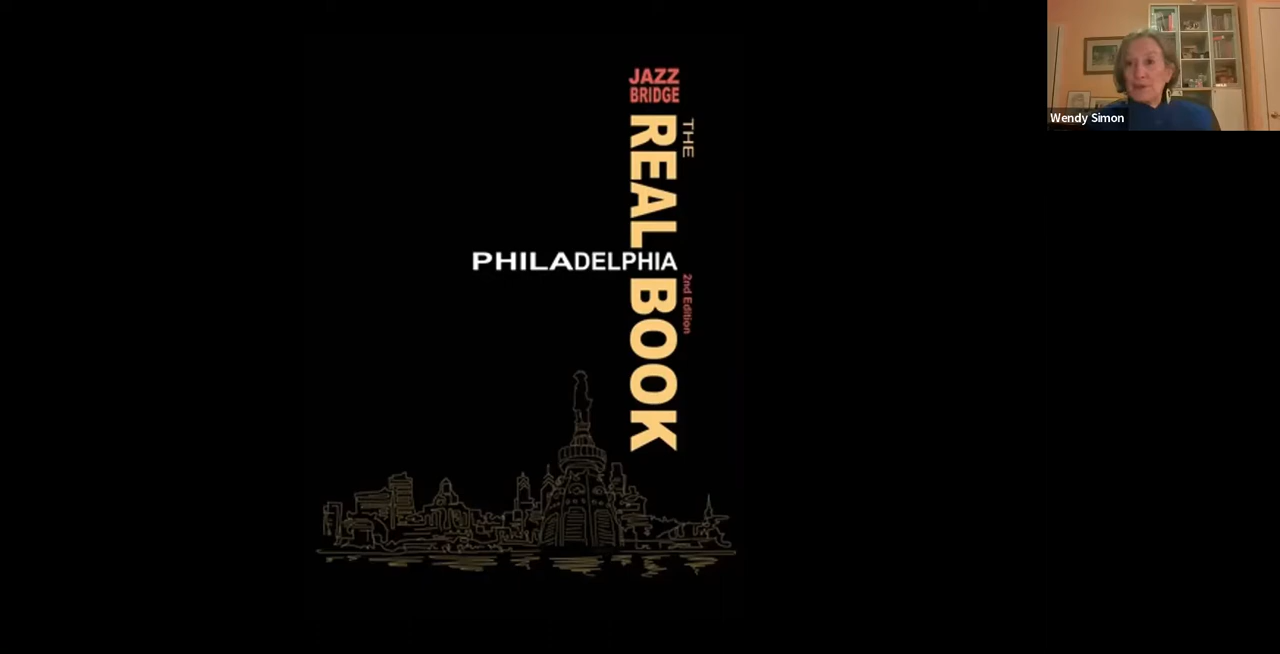 JAZZ
BRIDGE
THE
REAL BOOK
PHILADELPHIA
2nd Edition
Wendy Simon